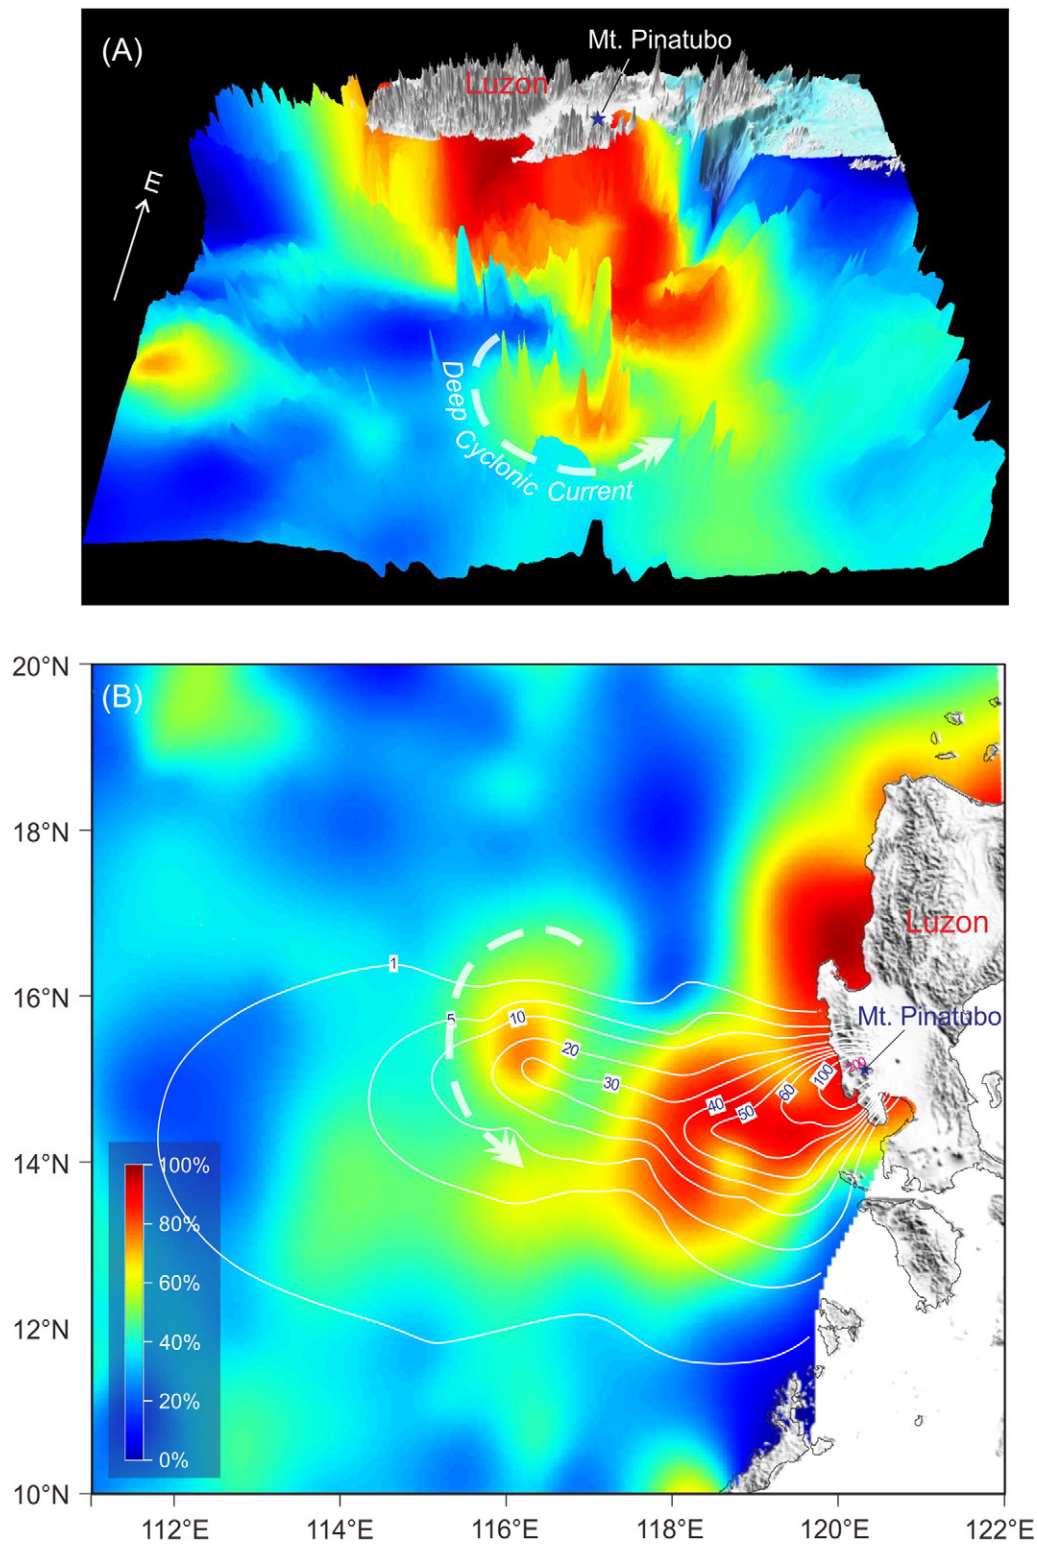 (A)
Mt. Pinatubo
Luzon
E
Deep Cyclonic Current
20°N
(B)
18°N
Luzon
1
16°N
5
10
Mt. Pinatubo
20
200
30
100
60
40
50
14°N
100%
80%
60%
40%
12°N
20%
0%
10°N
112°E
114°E
116°E
118°E
120°E
122°E